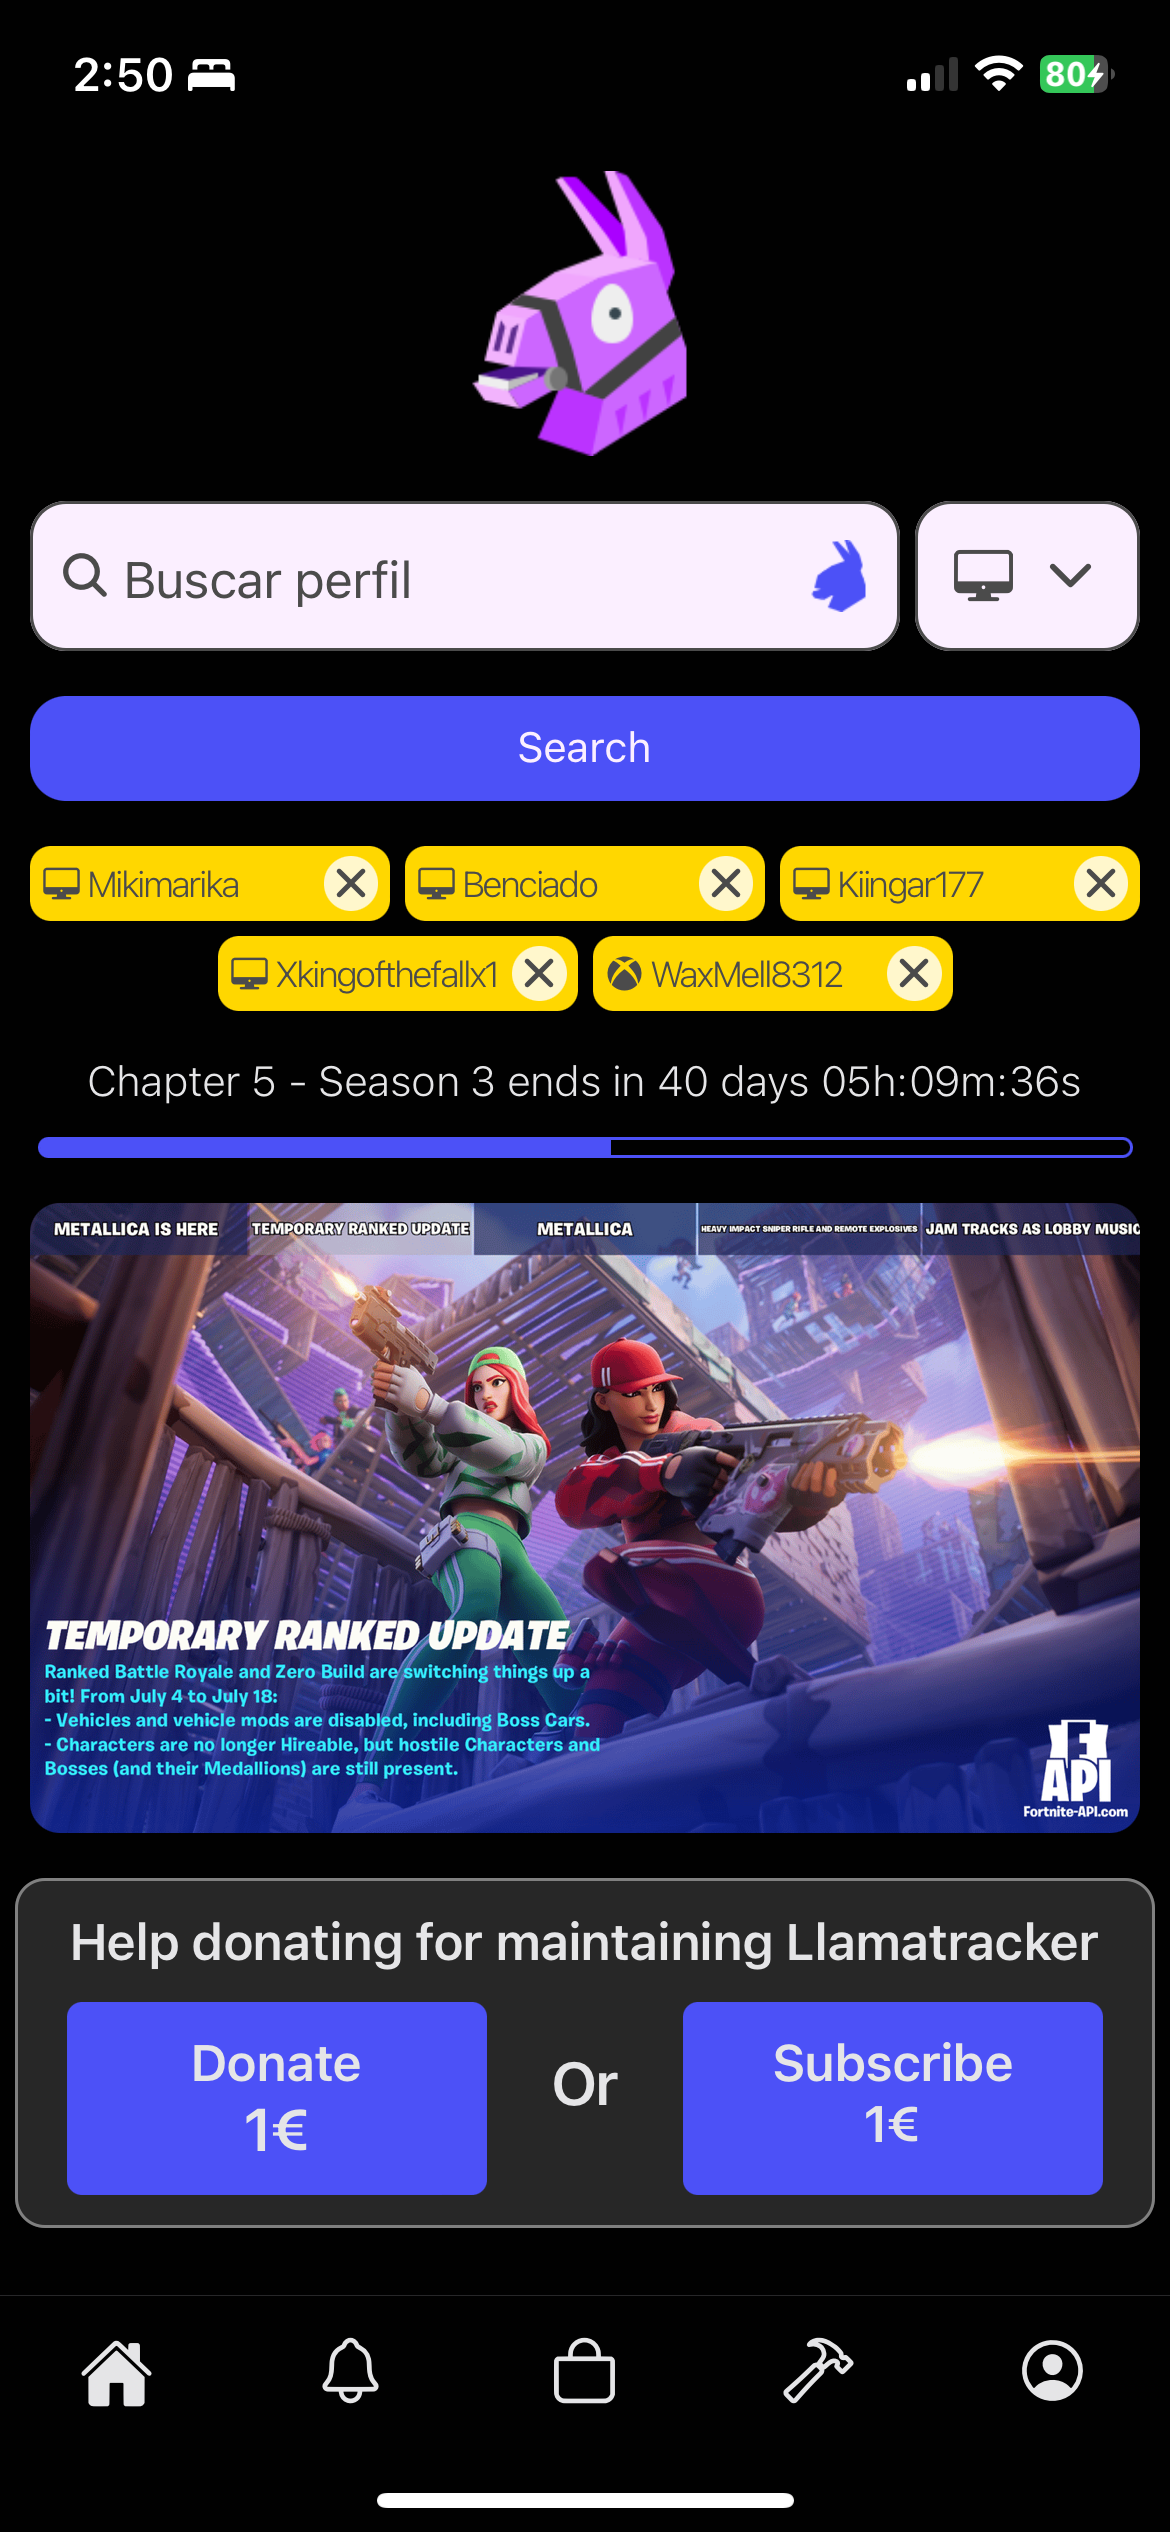 2:50
80
Buscar perfil
Search
Mikimarika
Benciado
Kiingar177
Xkingofthefallx1
WaxMell8312
Chapter 5 - Season 3 ends in 40 days 05h:09m:36s
METALLICA IS HERE
TEMPORARY RANKED UPDATE
METALLICA
HEAVY IMPACT SNIPER RIFLE AND REMOTE EXPLOSIVES
JAM TRACKS AS LOBBY MUSIC
TEMPORARY RANKED UPDATE
Ranked Battle Royale and Zero Build are switching things up a
bit! From July 4 to July 18:
- Vehicles and vehicle mods are disabled, including Boss Cars.
- Characters are no longer Hireable, but hostile Characters and
Bosses (and their Medallions) are still present.
F
API
Fortnite-API.com
Help donating for maintaining Llamatracker
Donate
1€
Or
Subscribe
1€